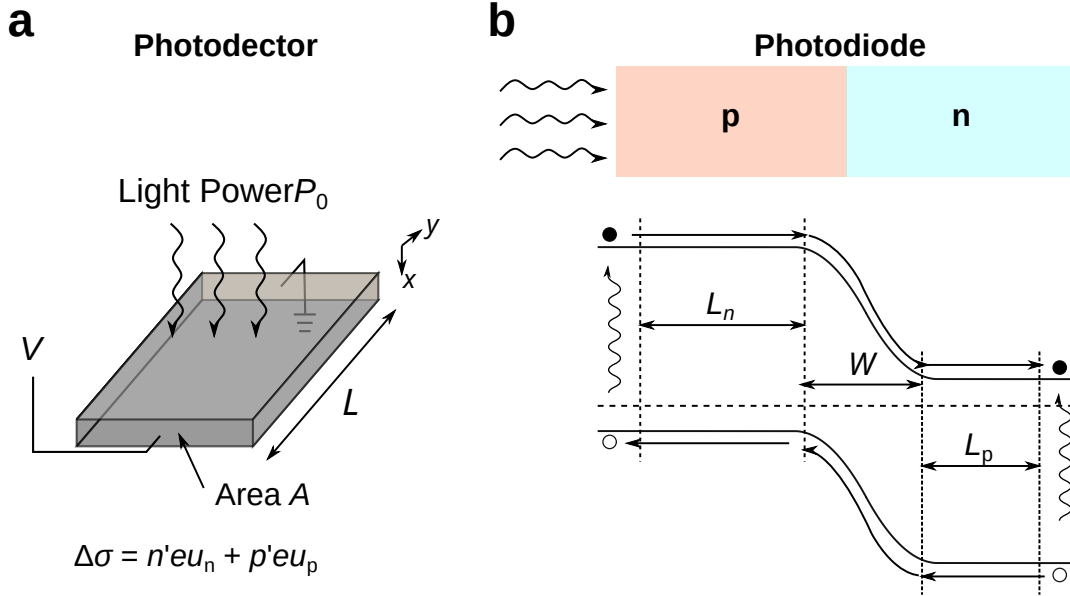 a
Photodector
Light PowerP₀
y
x
V
L
Area A
Δσ = n'euₙ + p'euₚ
b
Photodiode
p
n
Lₙ
W
Lₚ